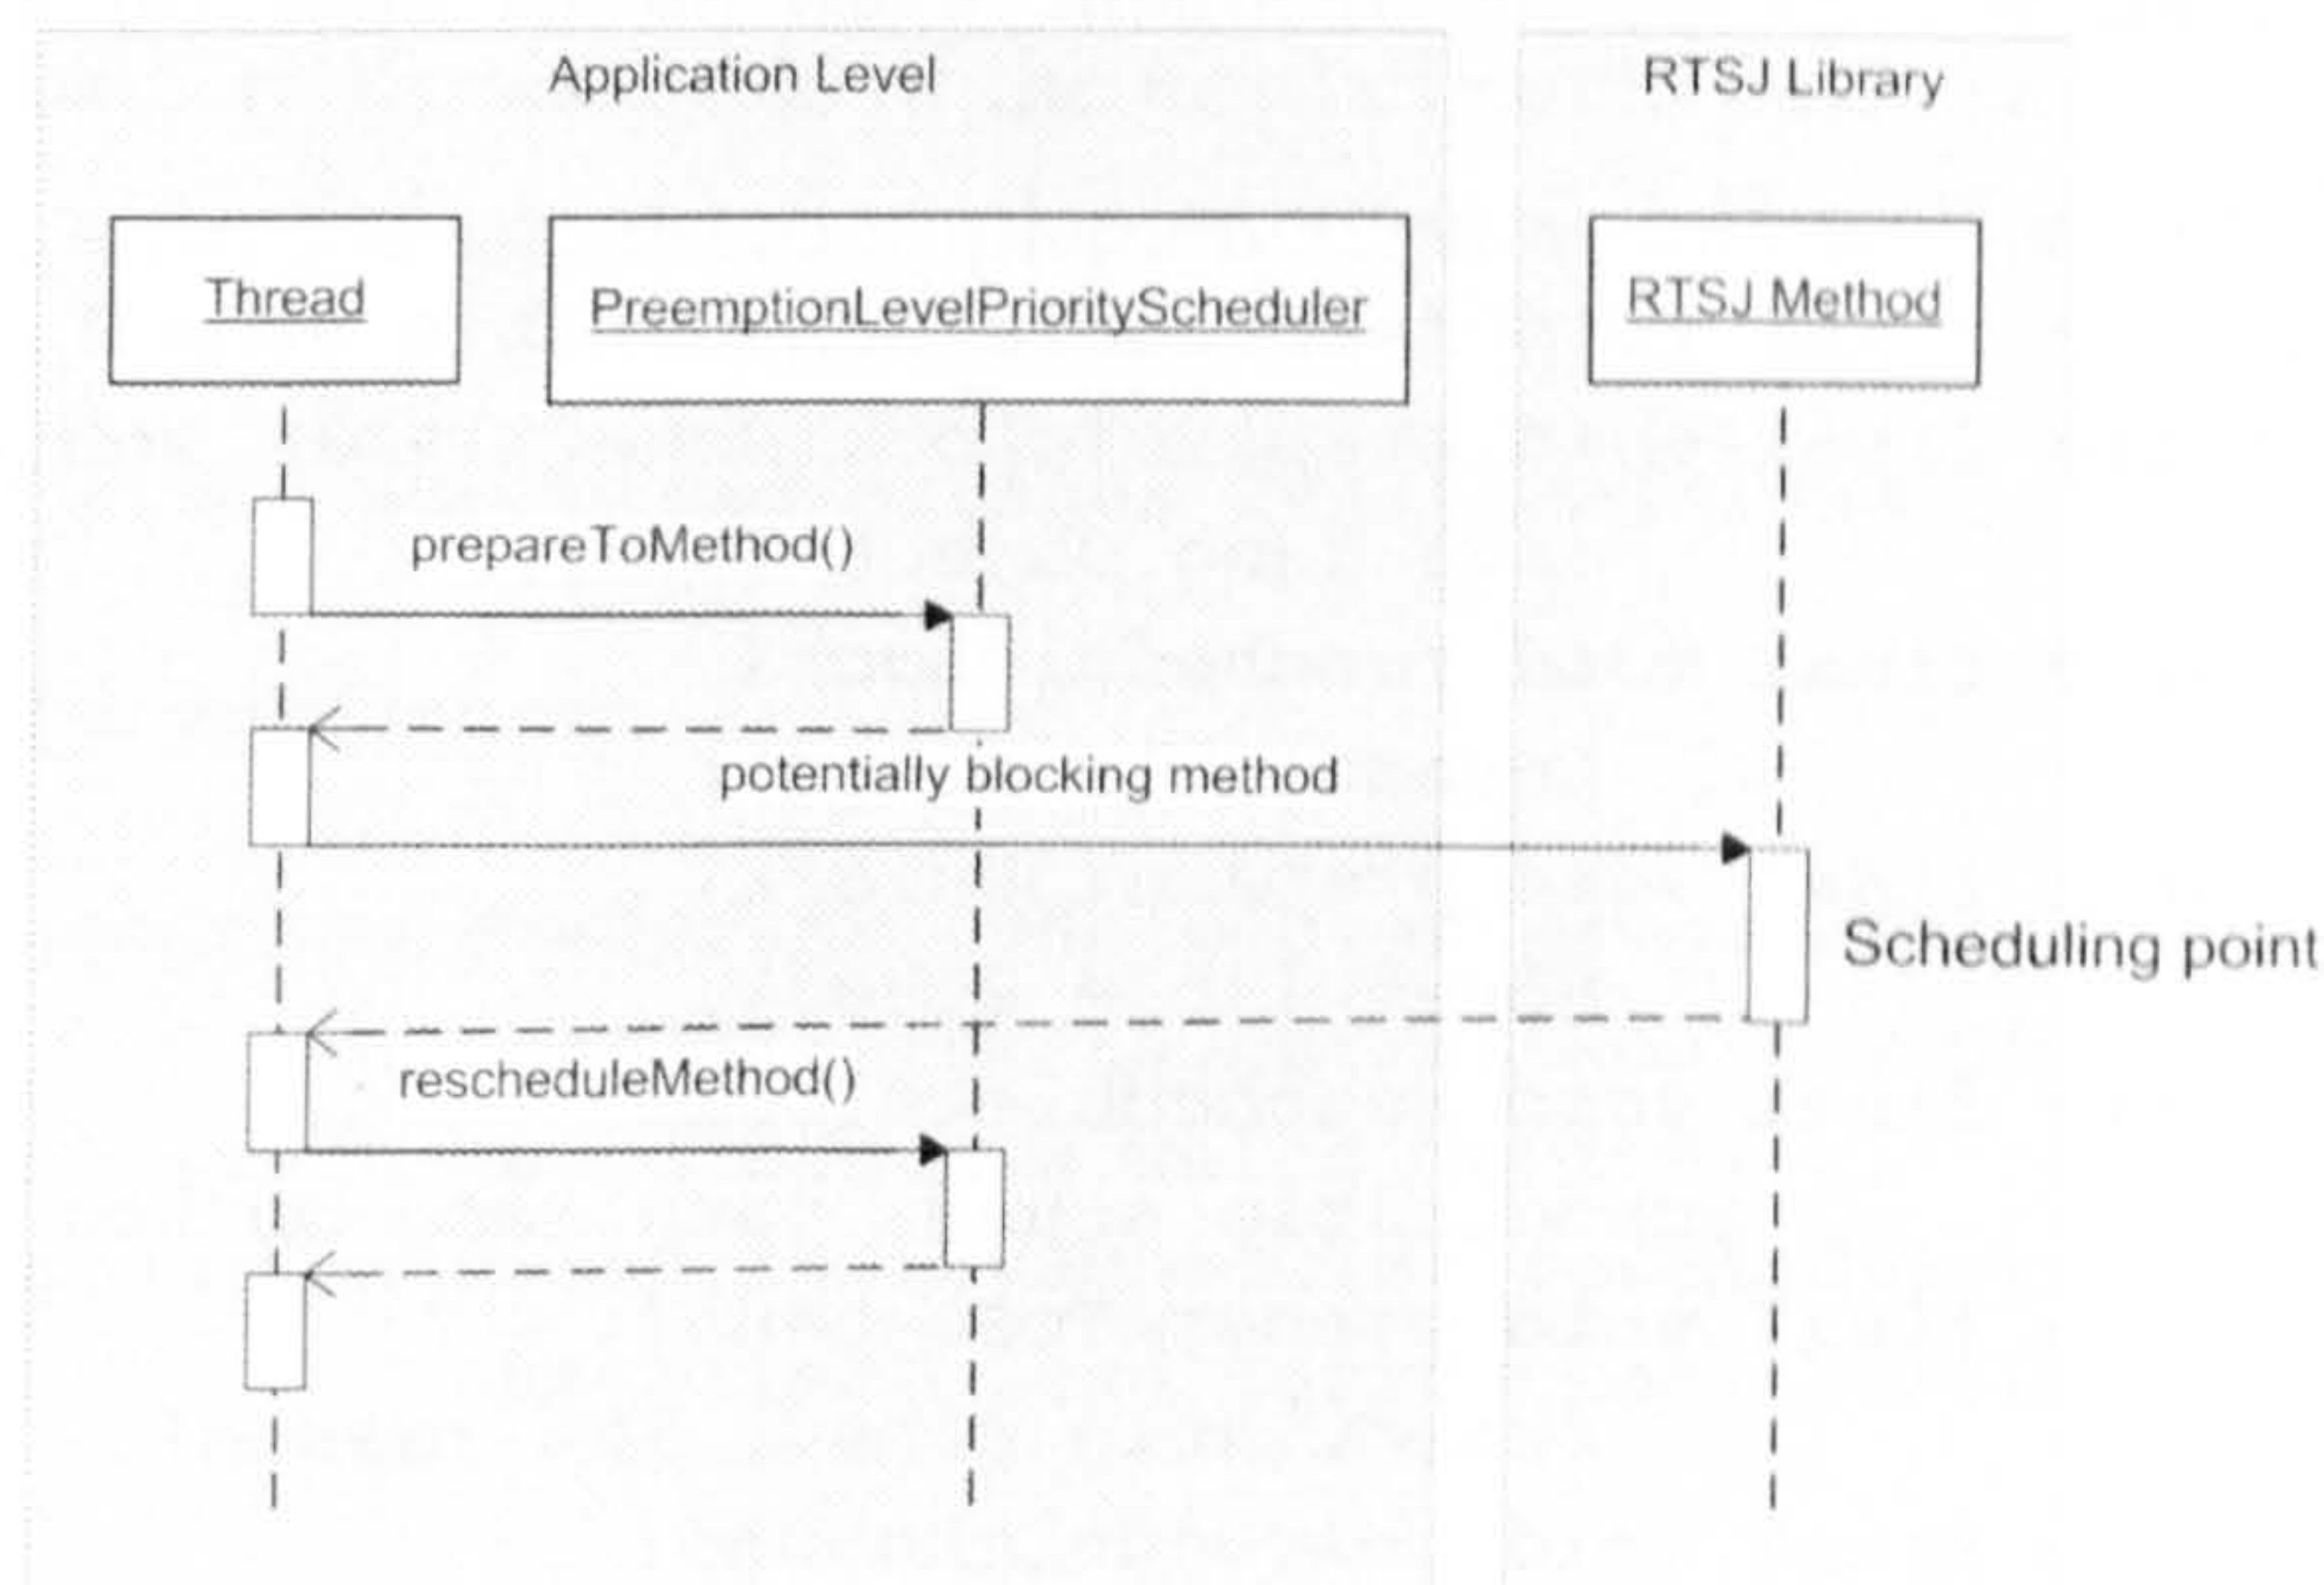 Application Level
RTSJ Library
Thread
PreemptionLevelPriorityScheduler
RTSJ Method
prepareToMethod()
potentially blocking method
Scheduling point
rescheduleMethod()